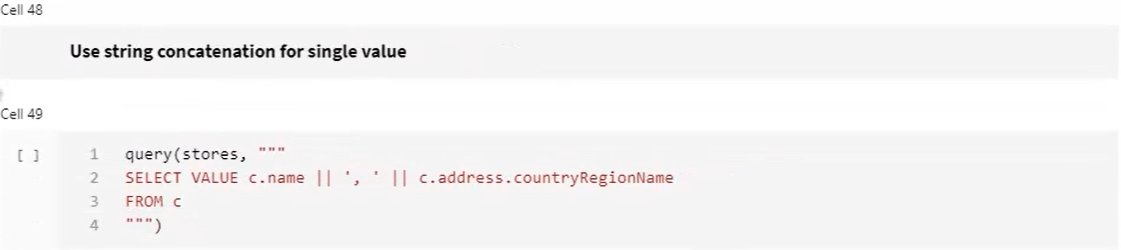 Cell 48
Use string concatenation for single value
Cell 49
[ ]
1 query(stores, """
2 SELECT VALUE c.name || ', ' || c.address.countryRegionName
3 FROM c
4 """)